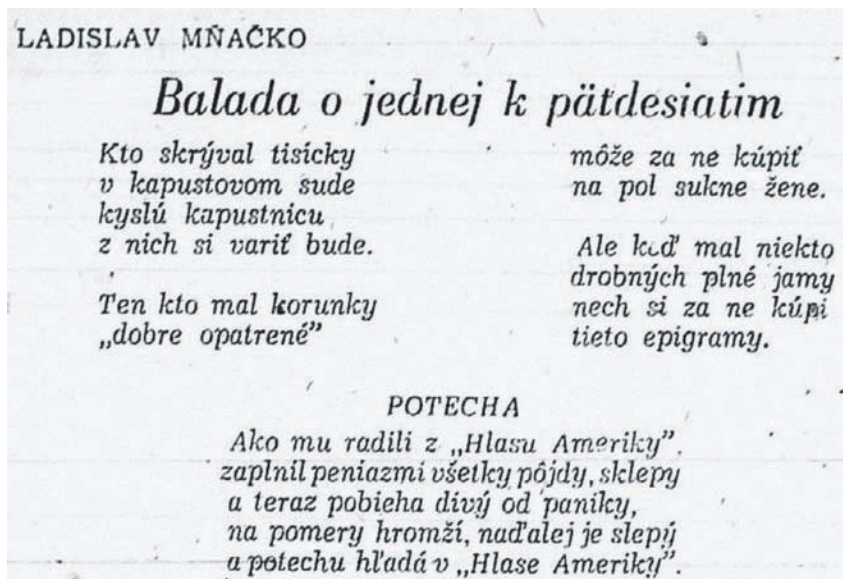 LADISLAV MŇAČKO
Balada o jednej k päťdesiatim
Kto skrýval tisícky
v kapustovom sude
kyslú kapustnicu
z nich si variť bude.
Ten kto mal korunky
„dobre opatrené”
môže za ne kúpiť
na pol sukne žene.
Ale keď mal niekto
drobných plné jamy
nech si za ne kúpi
tieto epigramy.
POTECHA
Ako mu radili z „Hlasu Ameriky”
zaplnil peniazmi všetky pôjdy, sklepy
a teraz pobieha divý od paniky,
na pomery hromží, naďalej je slepý
a potechu hľadá v „Hlase Ameriky”.